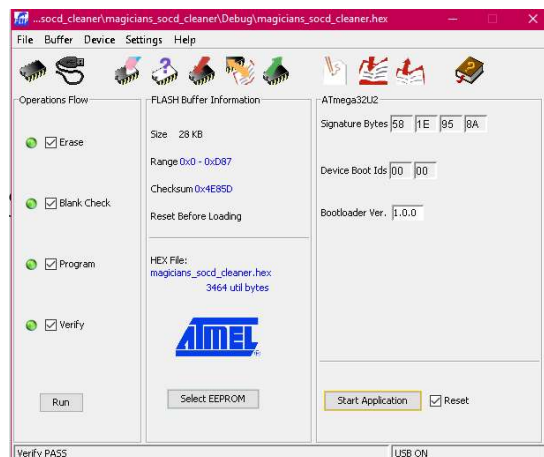 ...socd_cleaner\magicians_socd_cleaner\Debug\magicians_socd_cleaner.hex
File Buffer Device Settings Help
Operations Flow
Erase
Blank Check
Program
Verify
Run
FLASH Buffer Information
Size 28 KB
Range 0x0 - 0xD87
Checksum 0x4E85D
Reset Before Loading
HEX File:
magicians_socd_cleaner.hex
3464 util bytes
ATMEL
Select EEPROM
ATmega32U2
Signature Bytes 58 1E 95 8A
Device Boot Ids 00 00
Bootloader Ver. 1.0.0
Start Application Reset
Verify PASS USB ON